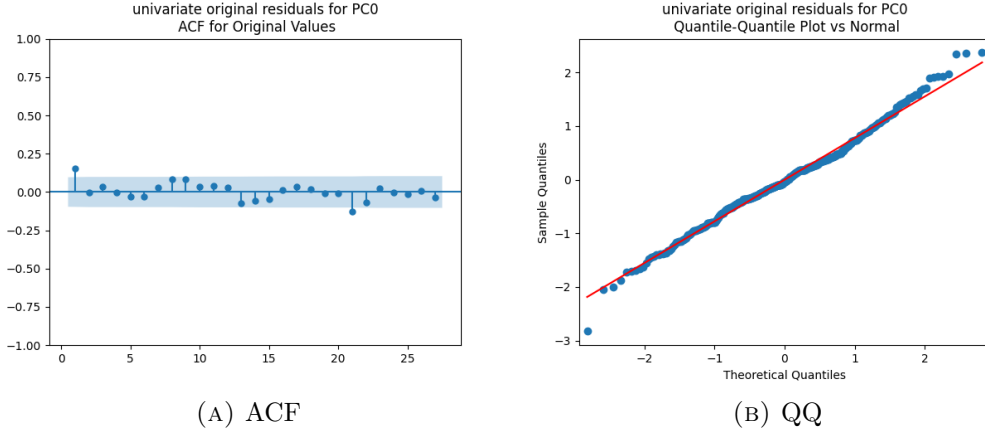 univariate original residuals for PC0
ACF for Original Values
1.00
0.75
0.50
0.25
0.00
−0.25
−0.50
−0.75
−1.00
0 5 10 15 20 25
(A) ACF
univariate original residuals for PC0
Quantile-Quantile Plot vs Normal
Sample Quantiles
2
1
0
−1
−2
−3
−2 −1 0 1 2
Theoretical Quantiles
(B) QQ